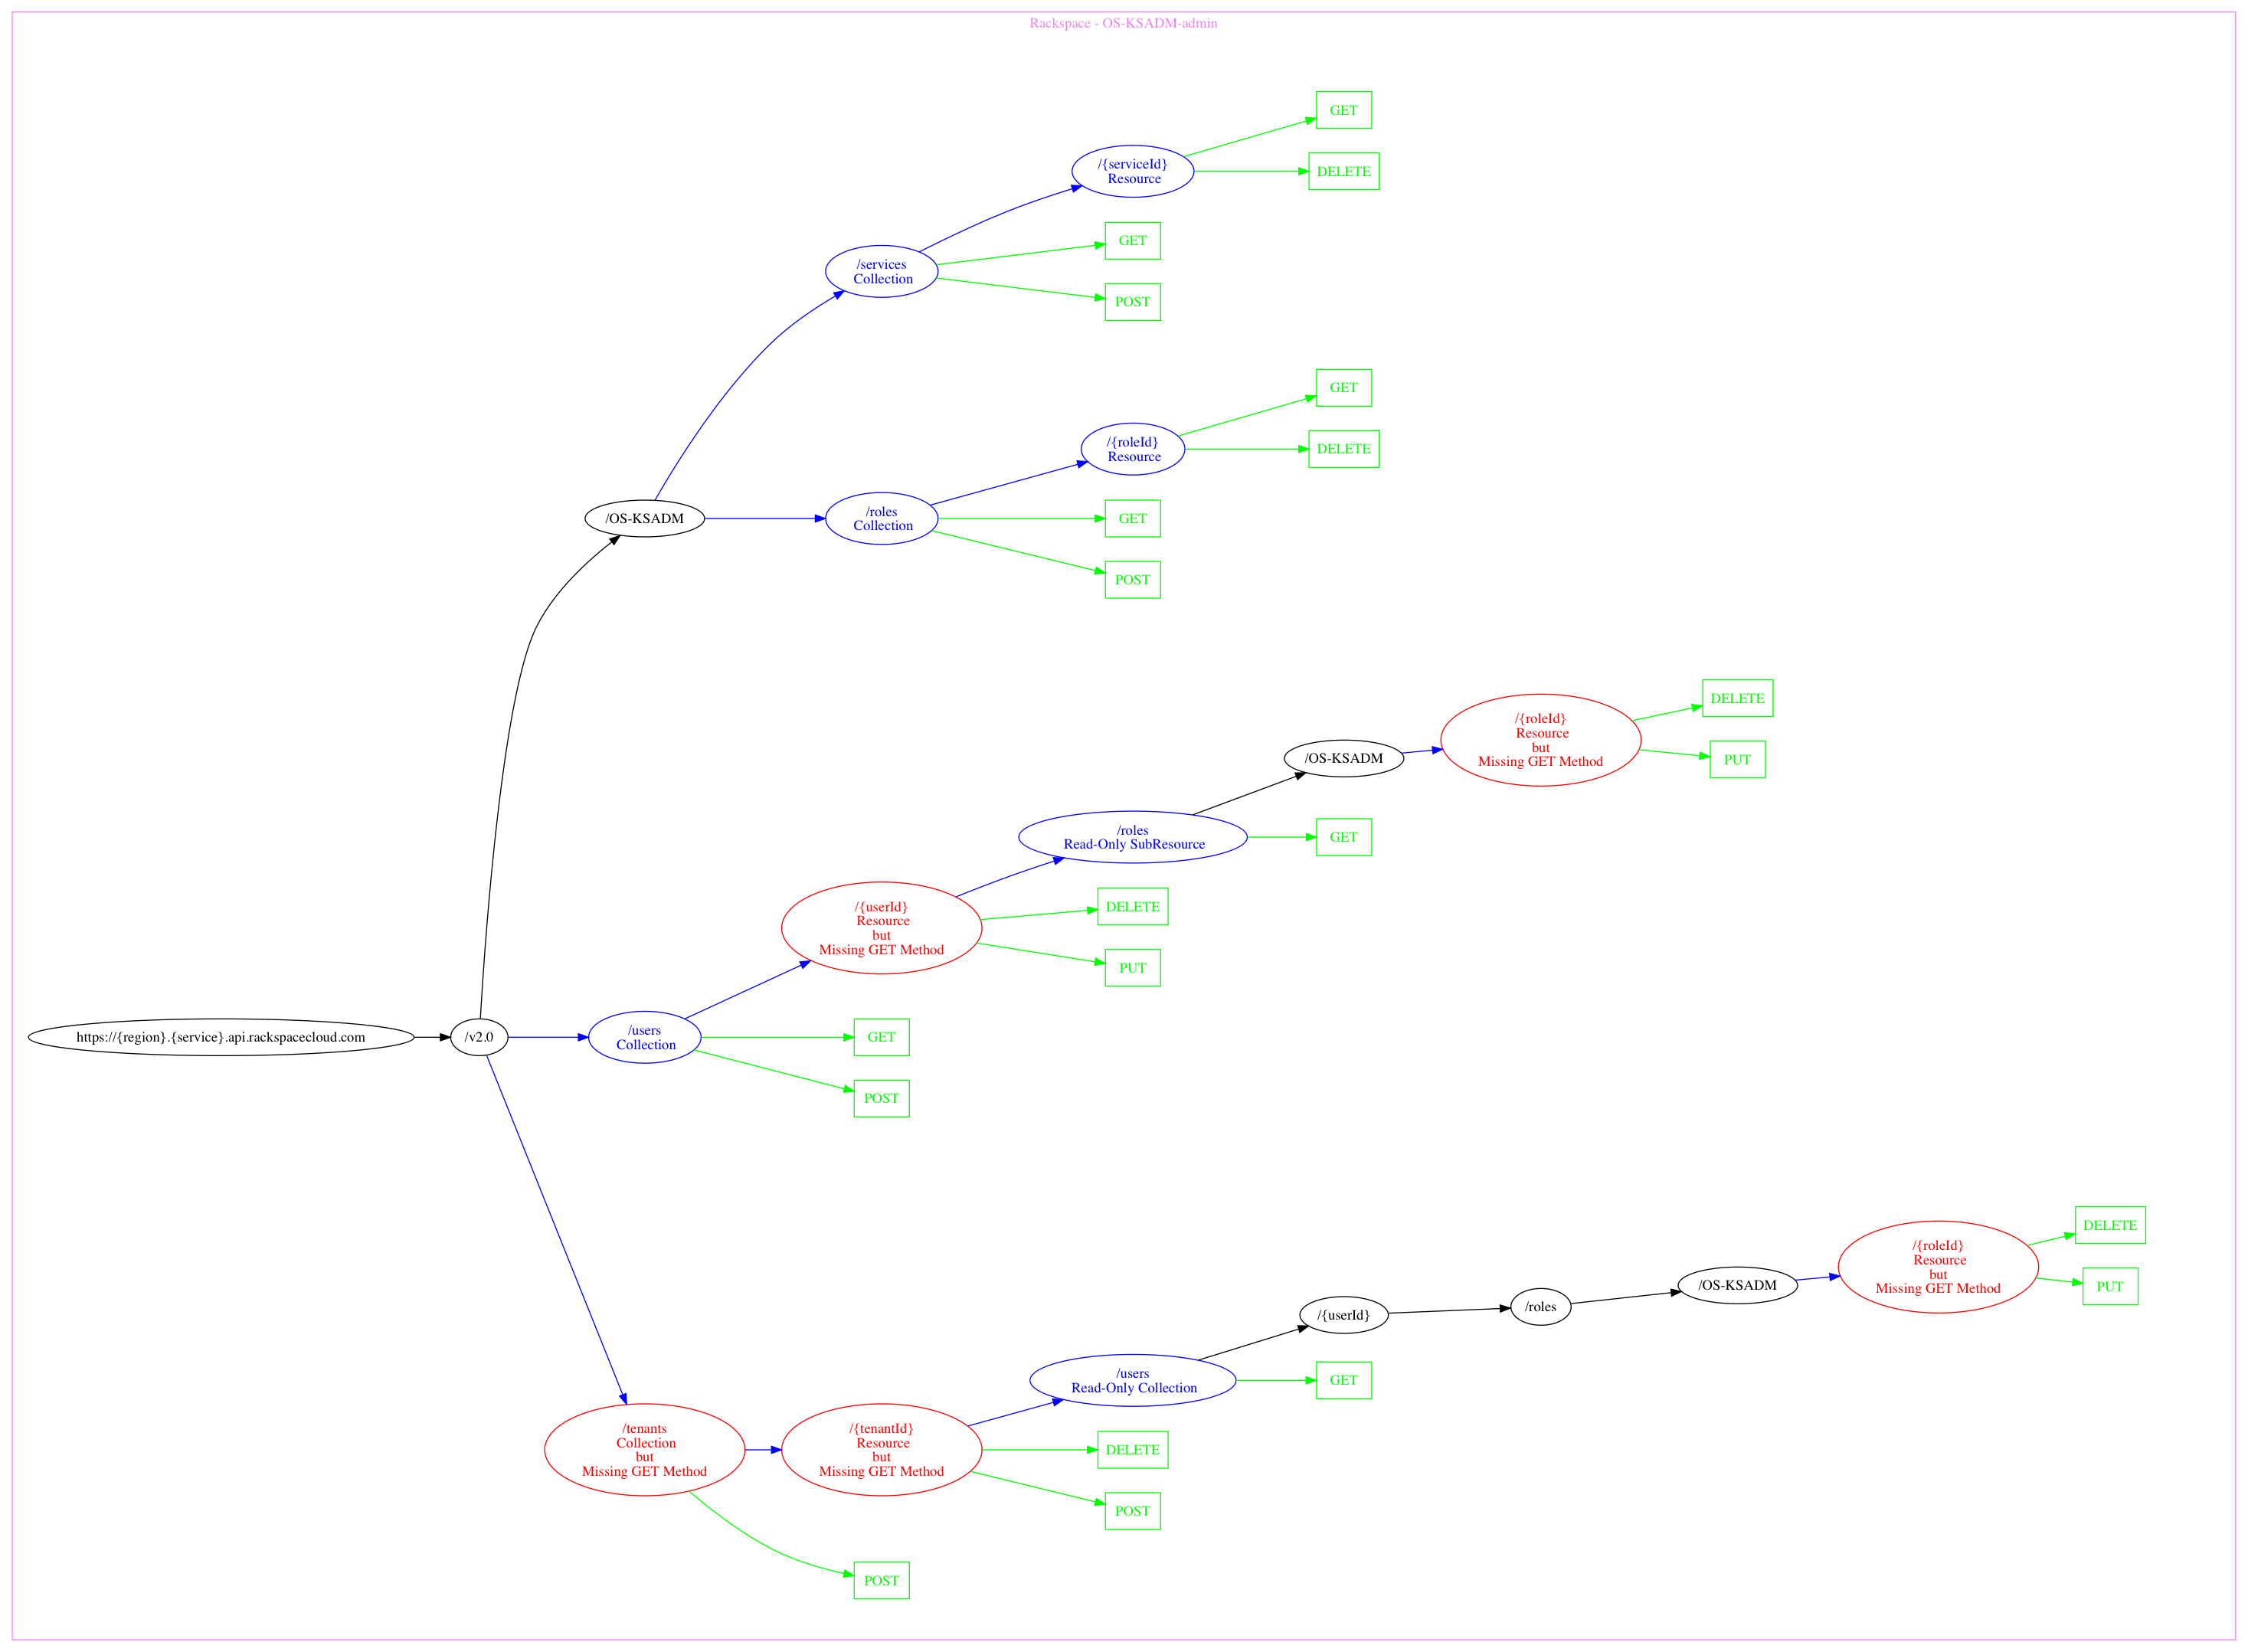 Rackspace - OS-KSADM-admin
GET
/{serviceId}
Resource
DELETE
GET
/services
Collection
POST
GET
/{roleId}
Resource
DELETE
/OS-KSADM
/roles
Collection
GET
POST
/{roleId}
Resource
but
Missing GET Method
DELETE
PUT
/OS-KSADM
/roles
Read-Only SubResource
GET
/{userId}
Resource
but
Missing GET Method
DELETE
PUT
https://{region}.{service}.api.rackspacecloud.com
/v2.0
/users
Collection
GET
POST
/{roleId}
Resource
but
Missing GET Method
DELETE
PUT
/OS-KSADM
/roles
/{userId}
/users
Read-Only Collection
GET
/tenants
Collection
but
Missing GET Method
/{tenantId}
Resource
but
Missing GET Method
DELETE
POST
POST